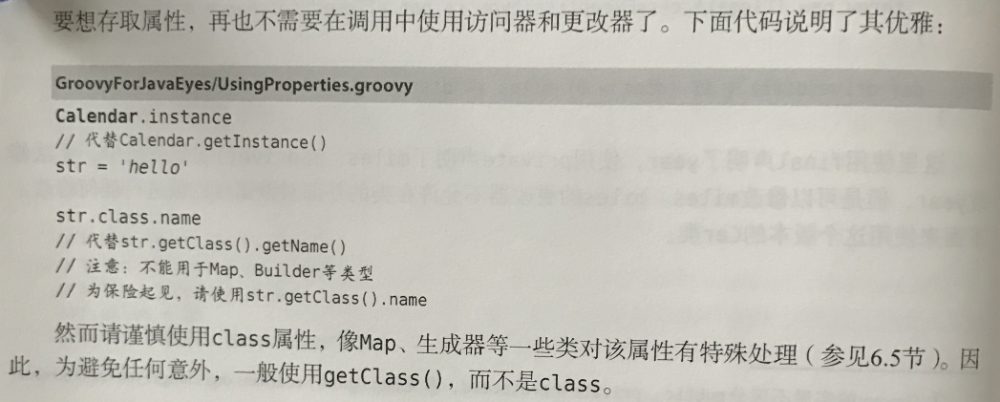 要想存取属性，再也不需要在调用中使用访问器和更改器了。下面代码说明了其优雅：
GroovyForJavaEyes/UsingProperties.groovy
Calendar.instance
// 代替Calendar.getInstance()
str = 'hello'
str.class.name
// 代替str.getClass().getName()
// 注意：不能用于Map、Builder等类型
// 为保险起见，请使用str.getClass().name
然而请谨慎使用class属性，像Map、生成器等一些类对该属性有特殊处理（参见6.5节）。因
此，为避免任何意外，一般使用getClass()，而不是class。